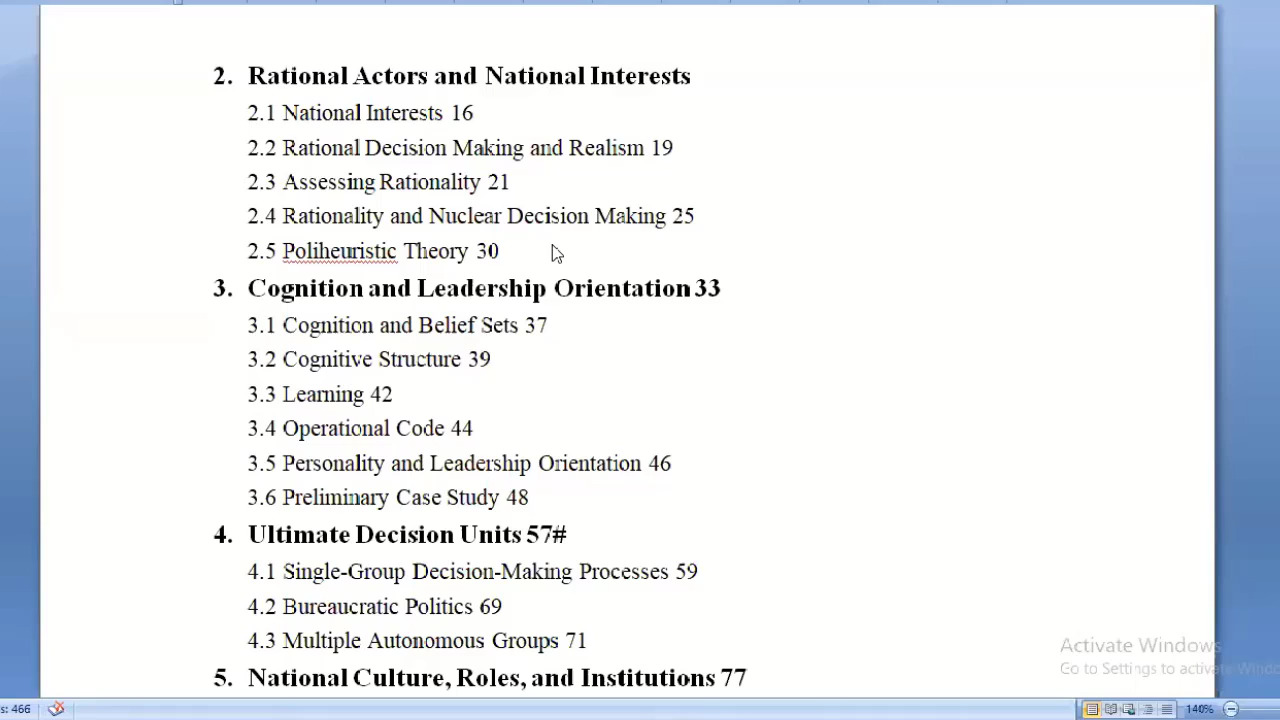 2. Rational Actors and National Interests
2.1 National Interests 16
2.2 Rational Decision Making and Realism 19
2.3 Assessing Rationality 21
2.4 Rationality and Nuclear Decision Making 25
2.5 Poliheuristic Theory 30
3. Cognition and Leadership Orientation 33
3.1 Cognition and Belief Sets 37
3.2 Cognitive Structure 39
3.3 Learning 42
3.4 Operational Code 44
3.5 Personality and Leadership Orientation 46
3.6 Preliminary Case Study 48
4. Ultimate Decision Units 57#
4.1 Single-Group Decision-Making Processes 59
4.2 Bureaucratic Politics 69
4.3 Multiple Autonomous Groups 71
Activate Windows
Go to Settings to activate Windo
5. National Culture, Roles, and Institutions 77
s: 466
140%